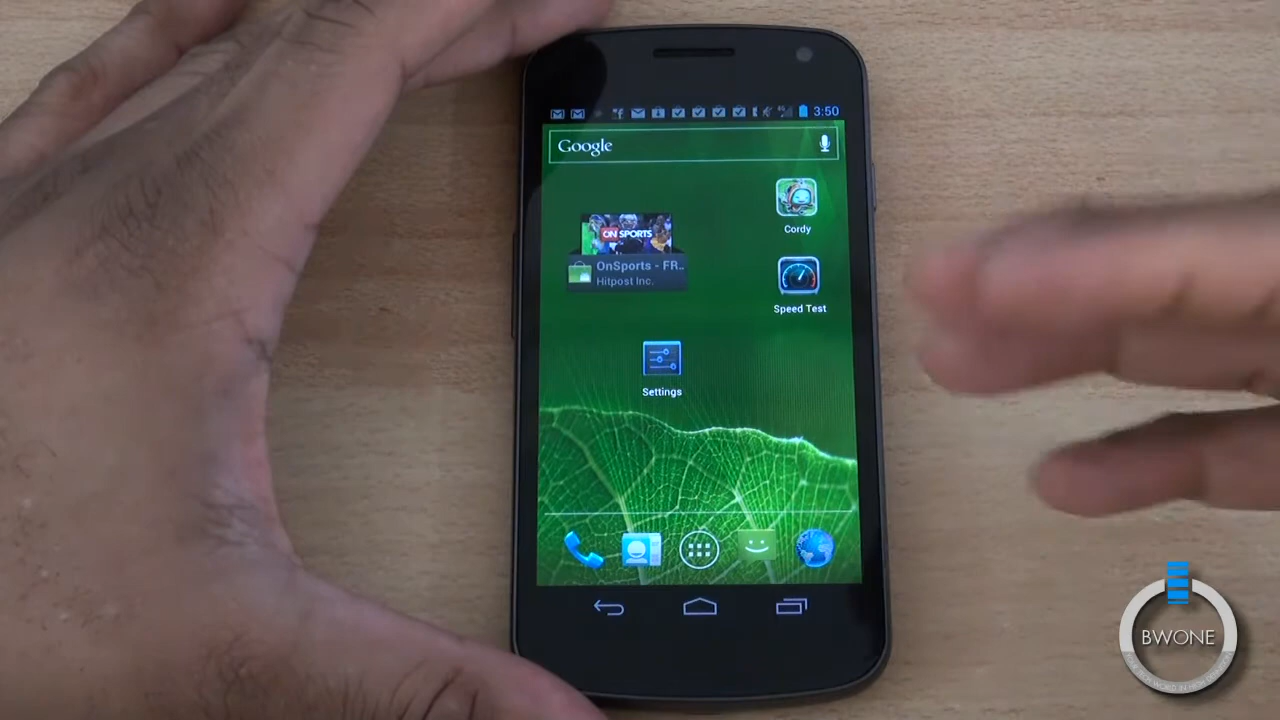 3:50
Google
Cordy
ON SPORTS
OnSports - FR..
Hitpost Inc.
Speed Test
Settings
BWONE